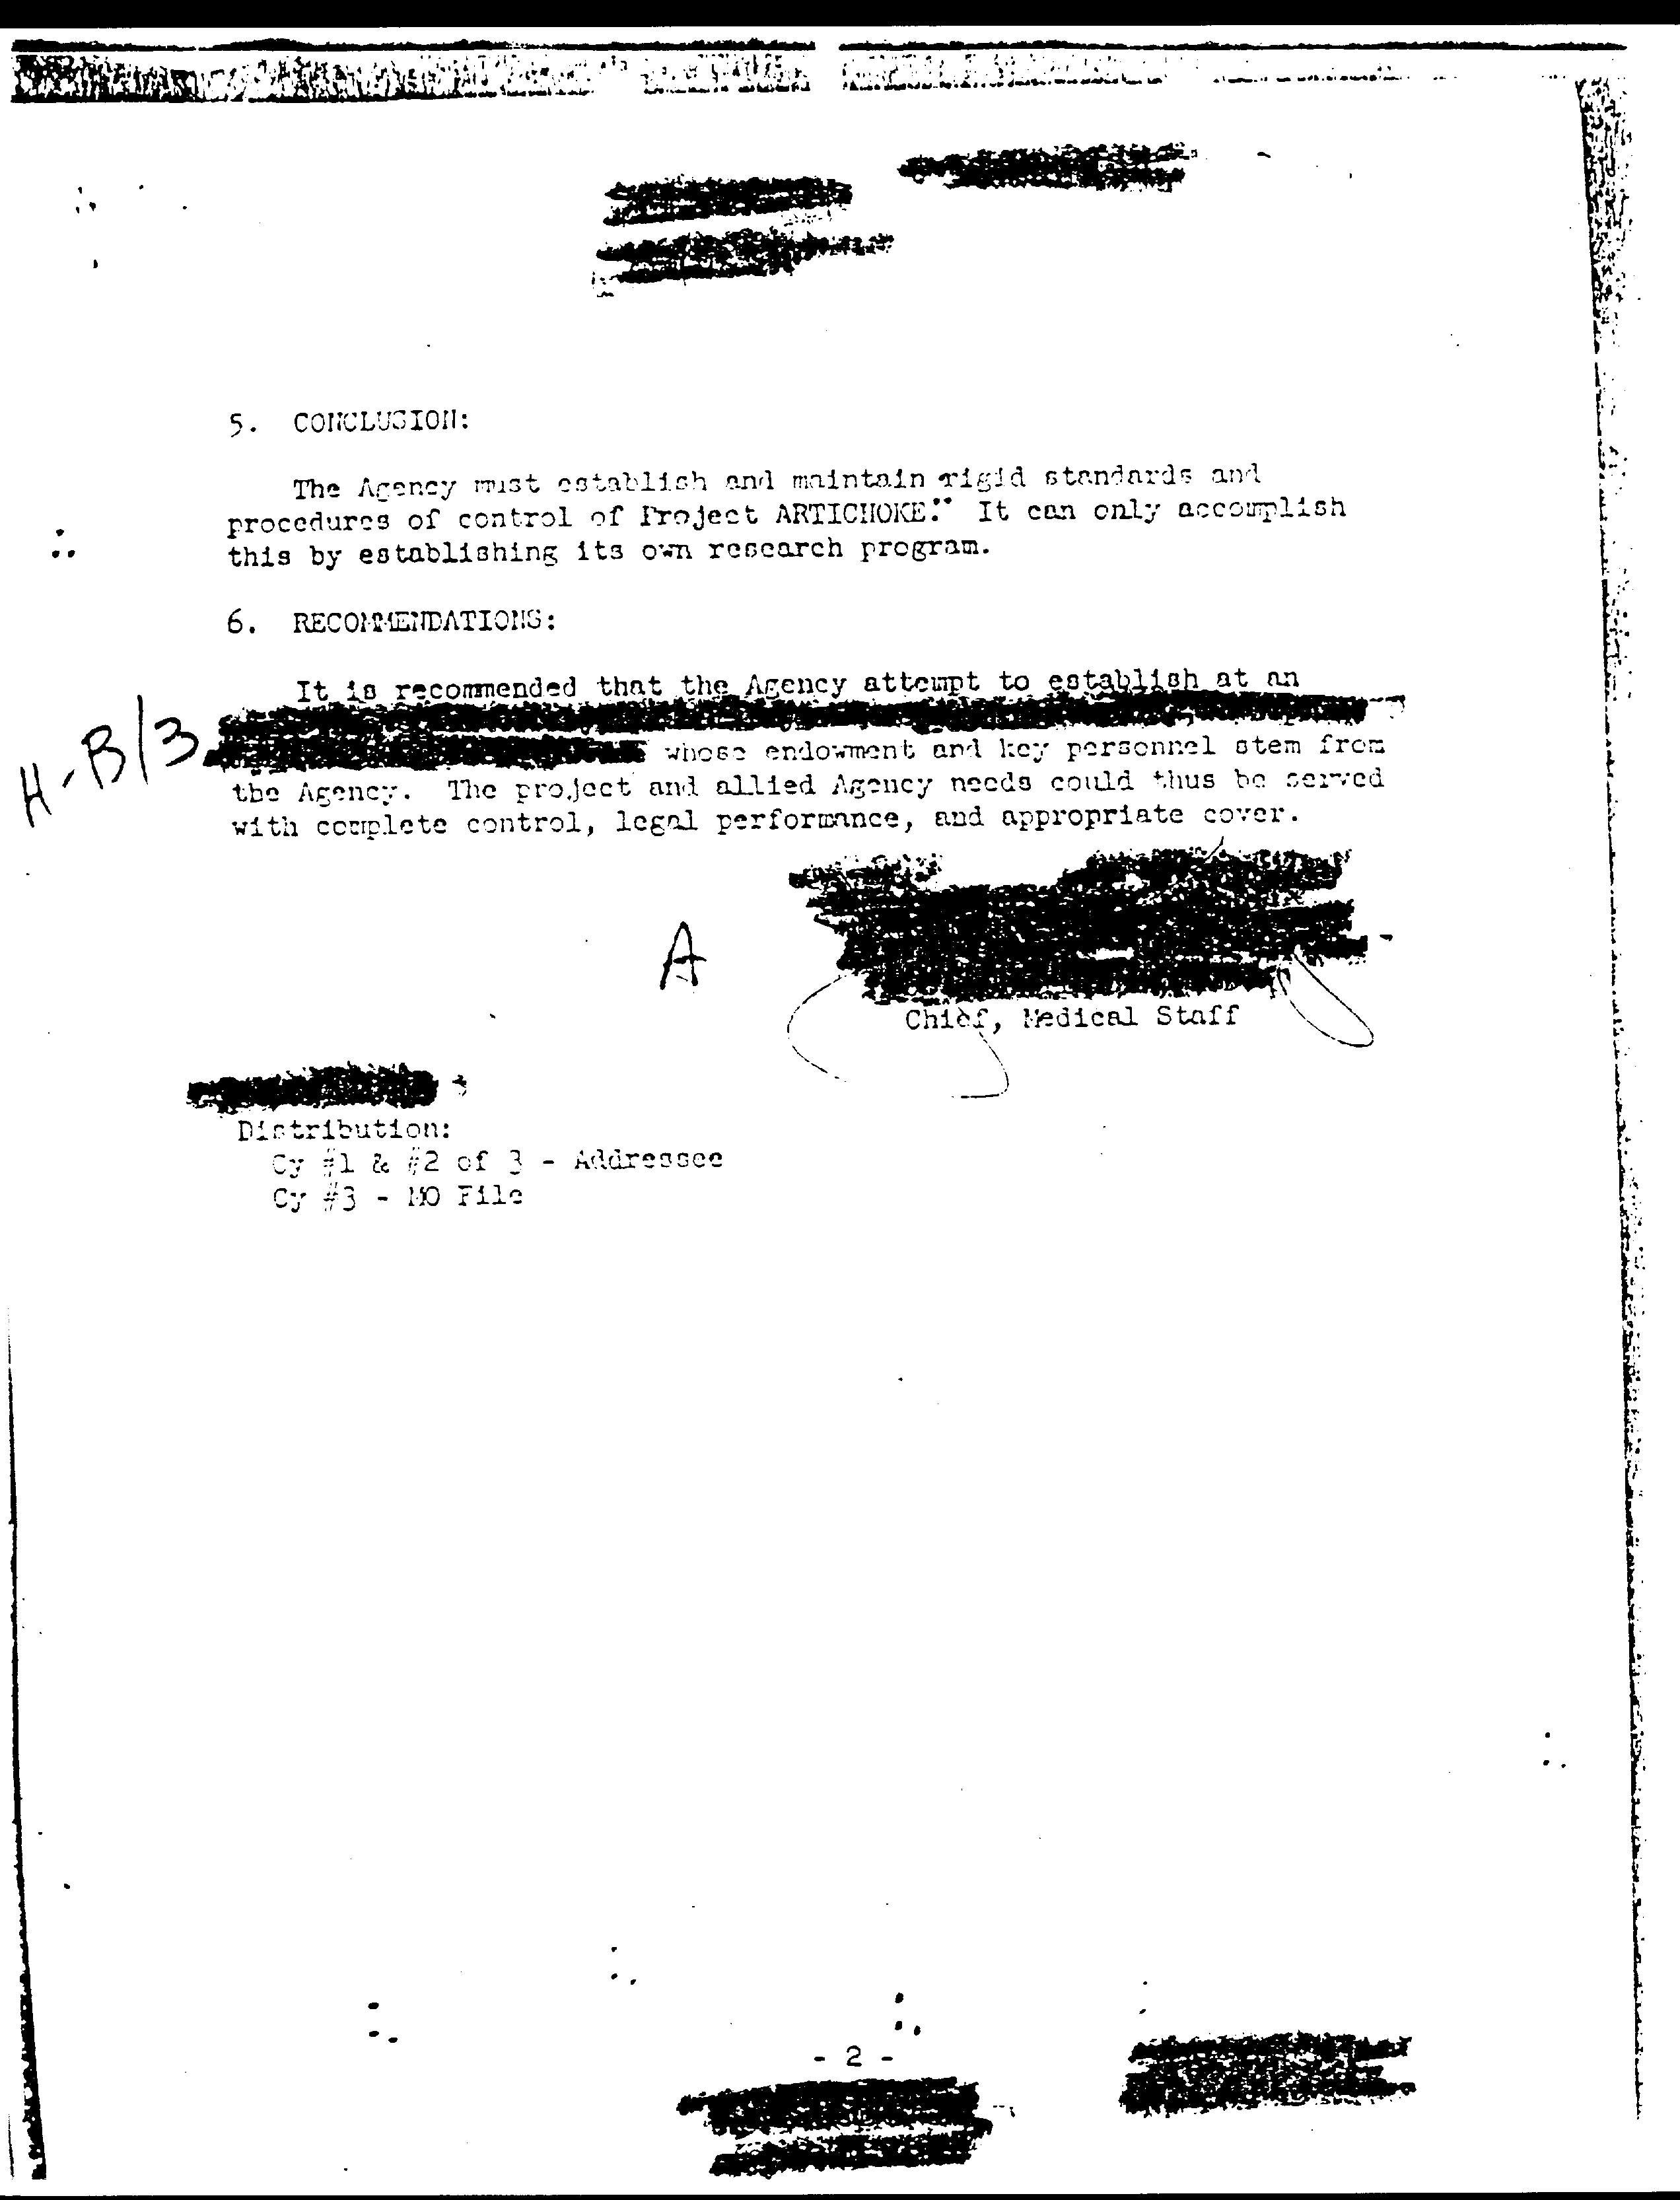 5. CONCLUSION:
The Agency must establish and maintain rigid standards and
procedures of control of Project ARTICHOKE. It can only accomplish
this by establishing its own research program.
6. RECOMMENDATIONS:
It is recommended that the Agency attempt to establish at an
H-B/3
whose endowment and key personnel stem from
the Agency. The project and allied Agency needs could thus be served
with complete control, legal performance, and appropriate cover.
A
Chief, Medical Staff
Distribution:
Cy #1 & #2 of 3 - Addressee
Cy #3 - MO File
- 2 -